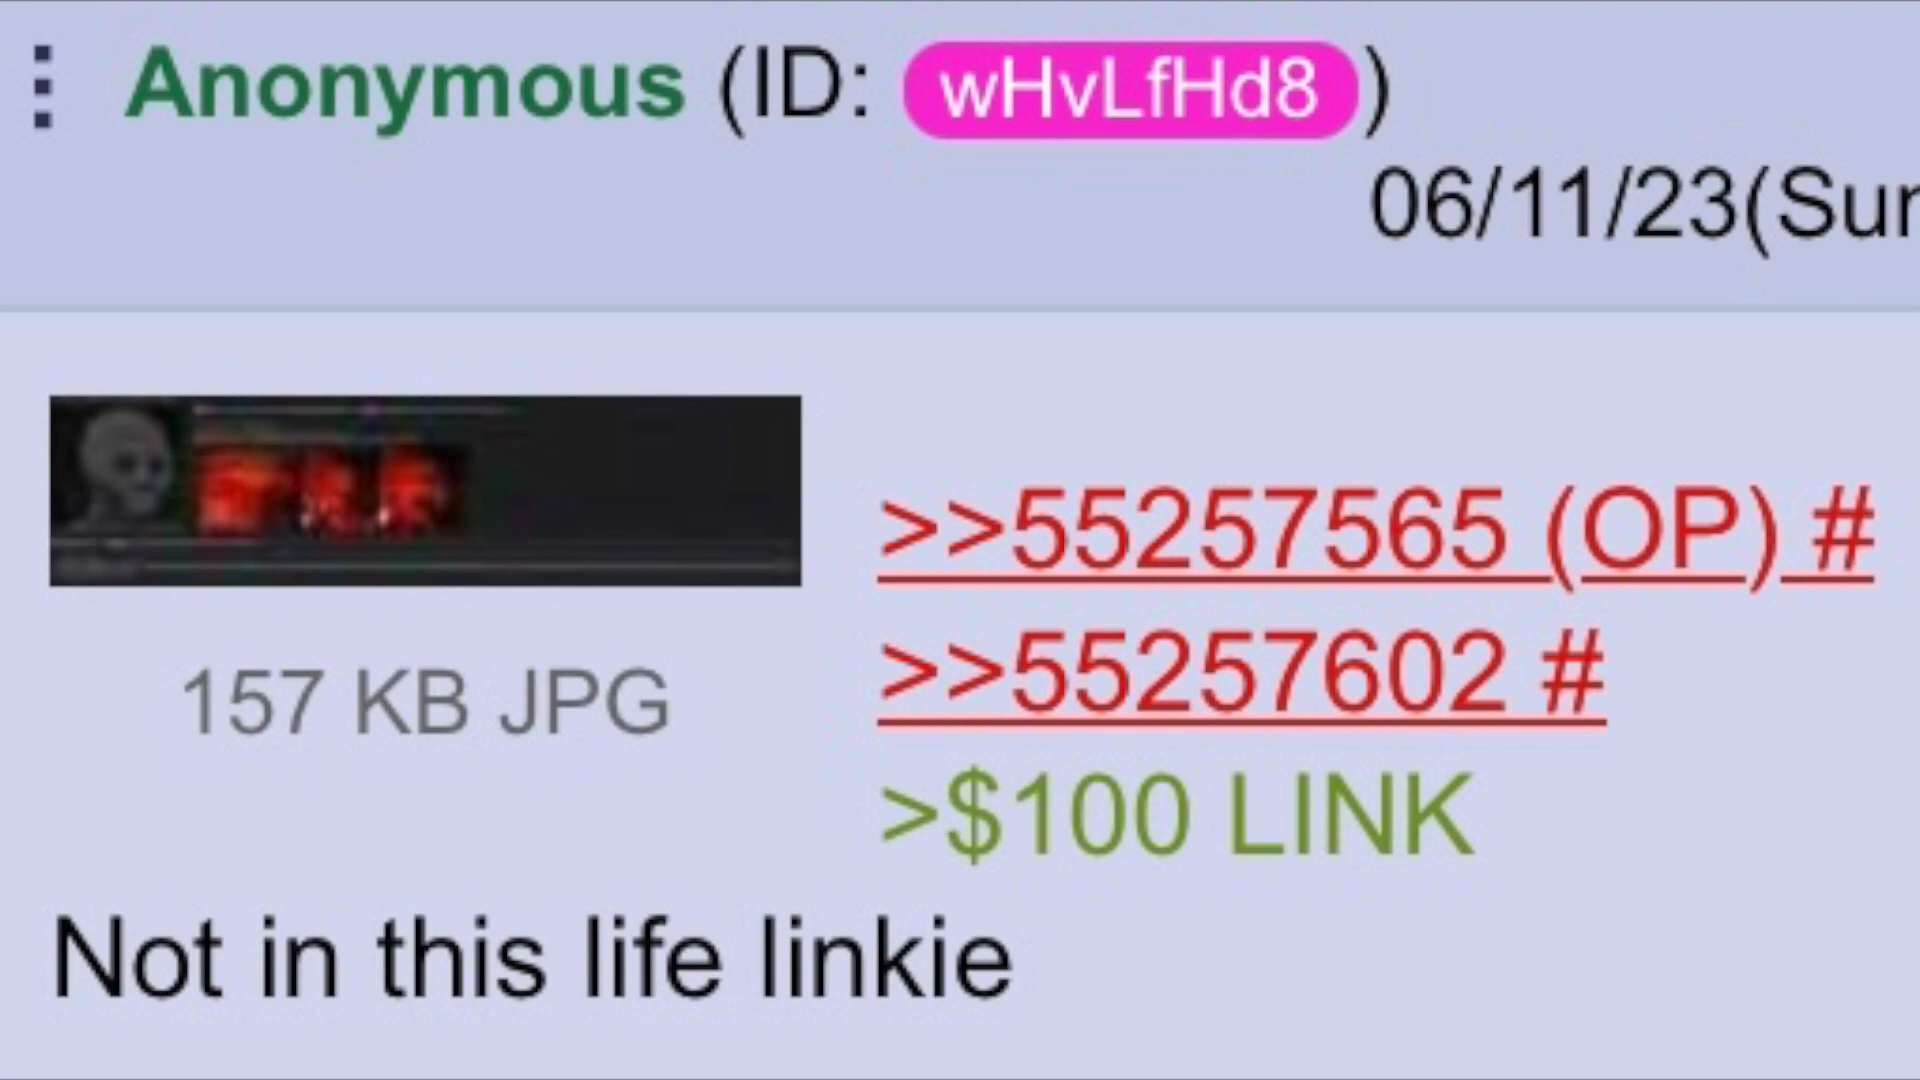 Anonymous (ID: wHvLfHd8)
06/11/23(Sun
157 KB JPG
>>55257565 (OP) #
>>55257602 #
>$100 LINK
Not in this life linkie